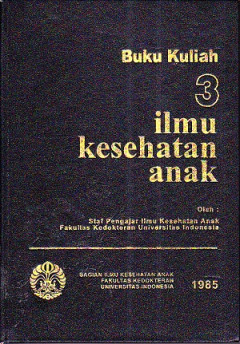 Buku Kuliah
3
ilmu
kesehatan
anak
Oleh :
Staf Pengajar Ilmu Kesehatan Anak
Fakultas Kedokteran Universitas Indonesia
BAGIAN ILMU KESEHATAN ANAK
FAKULTAS KEDOKTERAN
UNIVERSITAS INDONESIA
1985